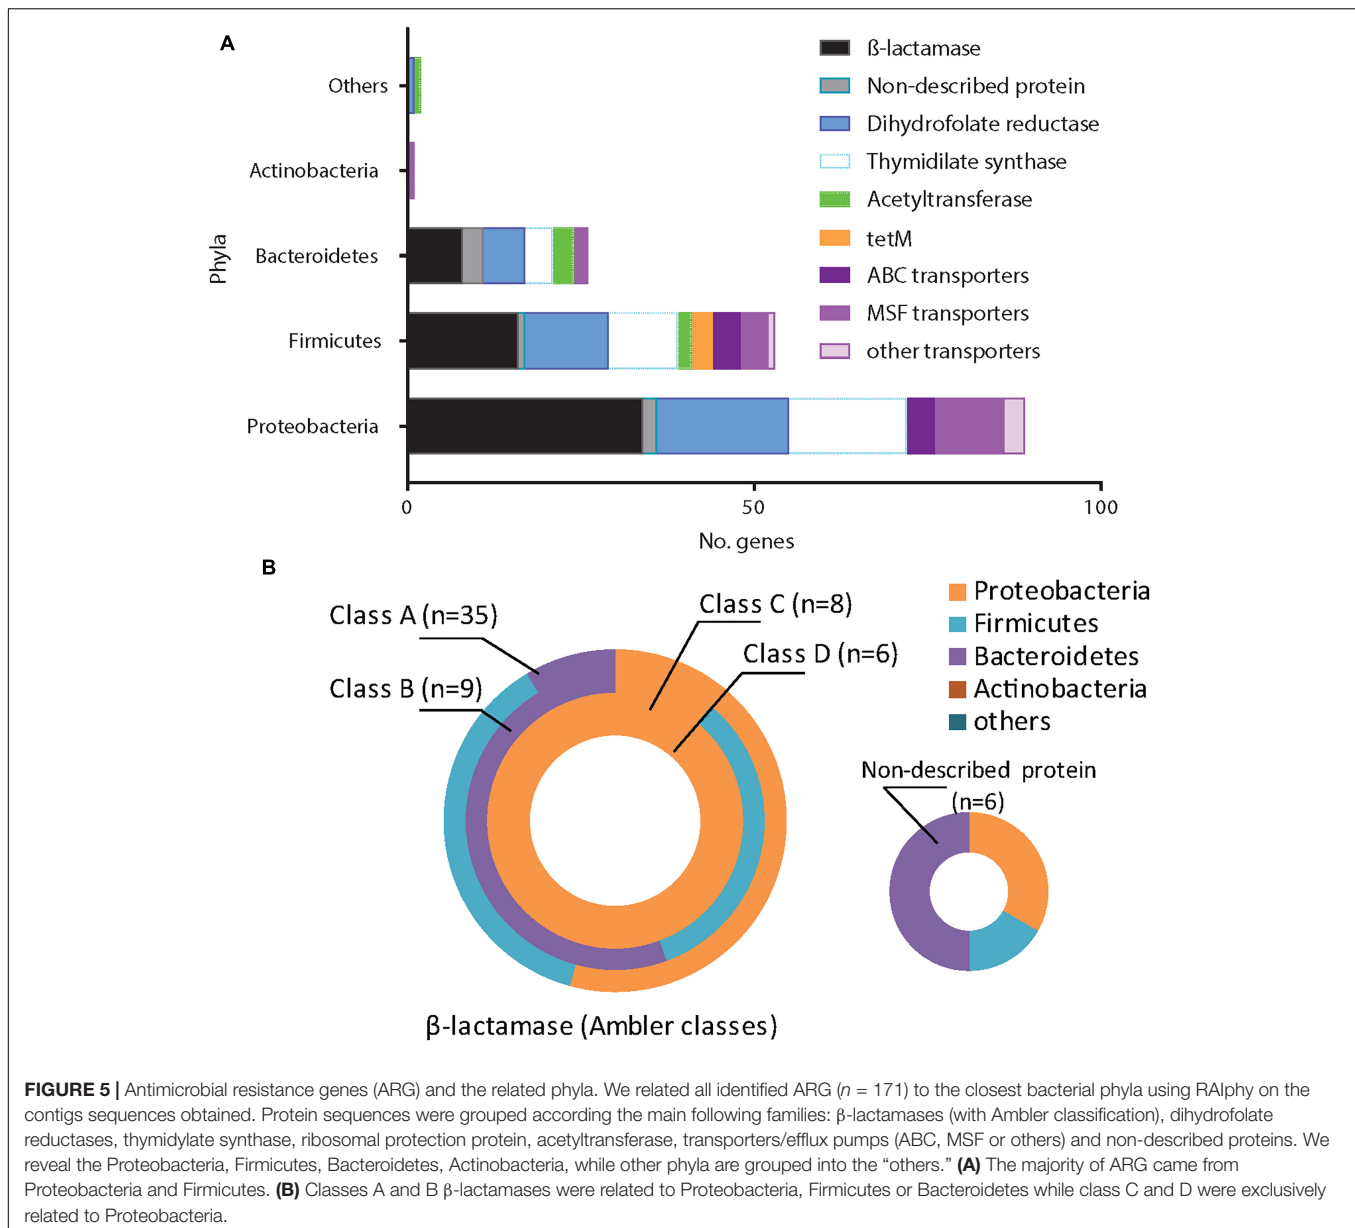 A
Others
Actinobacteria
Bacteroidetes
Firmicutes
Proteobacteria
Phyla
0
50
100
No. genes
ß-lactamase
Non-described protein
Dihydrofolate reductase
Thymidilate synthase
Acetyltransferase
tetM
ABC transporters
MSF transporters
other transporters
B
Class A (n=35)
Class B (n=9)
Class C (n=8)
Class D (n=6)
Proteobacteria
Firmicutes
Bacteroidetes
Actinobacteria
others
Non-described protein
(n=6)
β-lactamase (Ambler classes)
FIGURE 5 | Antimicrobial resistance genes (ARG) and the related phyla. We related all identified ARG (n = 171) to the closest bacterial phyla using RAIphy on the
contigs sequences obtained. Protein sequences were grouped according the main following families: β-lactamases (with Ambler classification), dihydrofolate
reductases, thymidylate synthase, ribosomal protection protein, acetyltransferase, transporters/efflux pumps (ABC, MSF or others) and non-described proteins. We
reveal the Proteobacteria, Firmicutes, Bacteroidetes, Actinobacteria, while other phyla are grouped into the “others.” (A) The majority of ARG came from
Proteobacteria and Firmicutes. (B) Classes A and B β-lactamases were related to Proteobacteria, Firmicutes or Bacteroidetes while class C and D were exclusively
related to Proteobacteria.